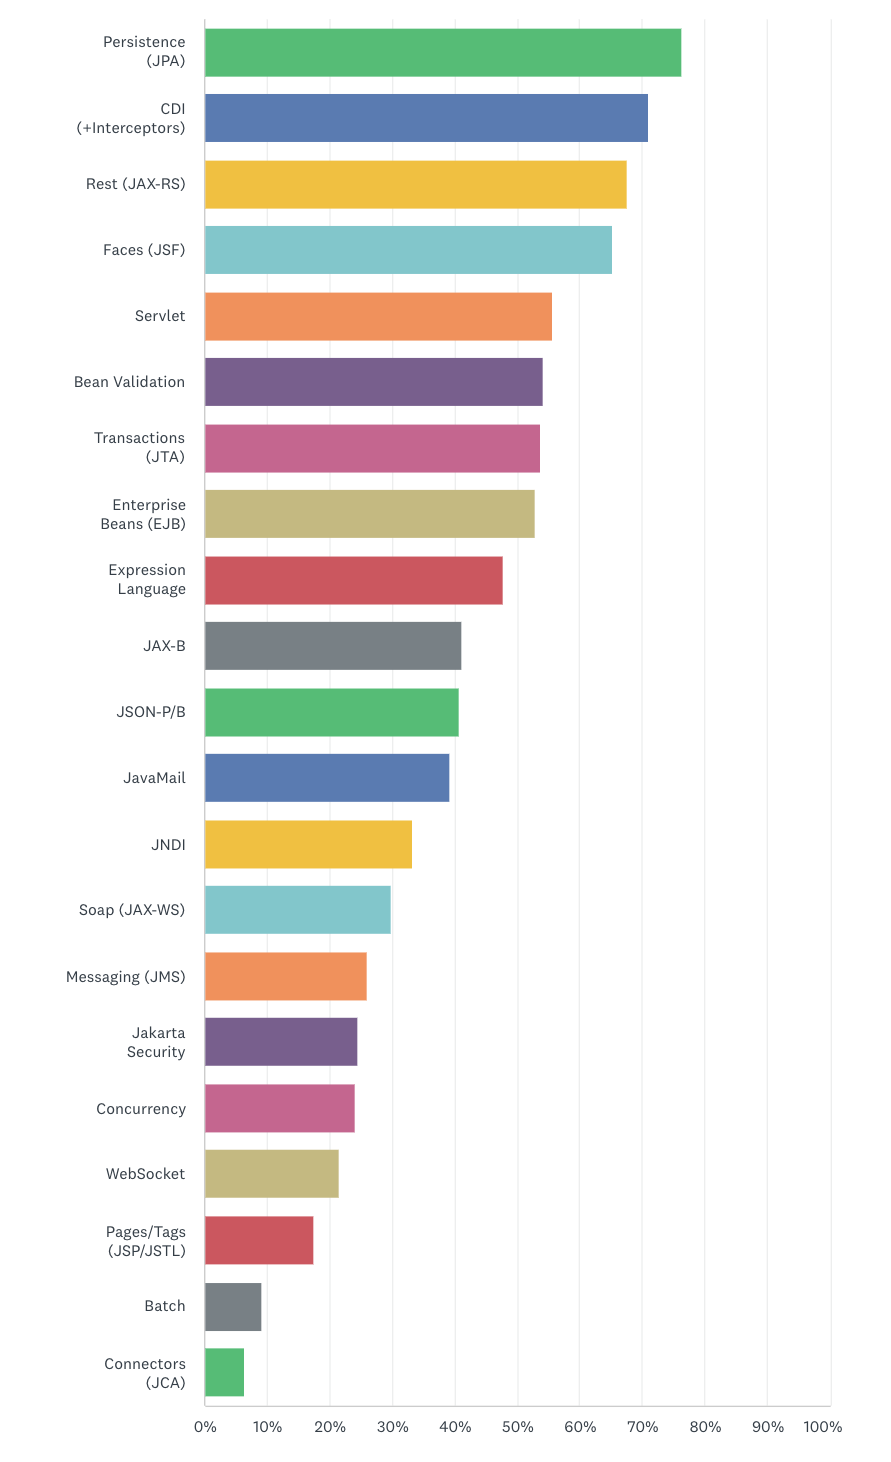 Persistence
(JPA)
CDI
(+Interceptors)
Rest (JAX-RS)
Faces (JSF)
Servlet
Bean Validation
Transactions
(JTA)
Enterprise
Beans (EJB)
Expression
Language
JAX-B
JSON-P/B
JavaMail
JNDI
Soap (JAX-WS)
Messaging (JMS)
Jakarta
Security
Concurrency
WebSocket
Pages/Tags
(JSP/JSTL)
Batch
Connectors
(JCA)
0% 10% 20% 30% 40% 50% 60% 70% 80% 90% 100%